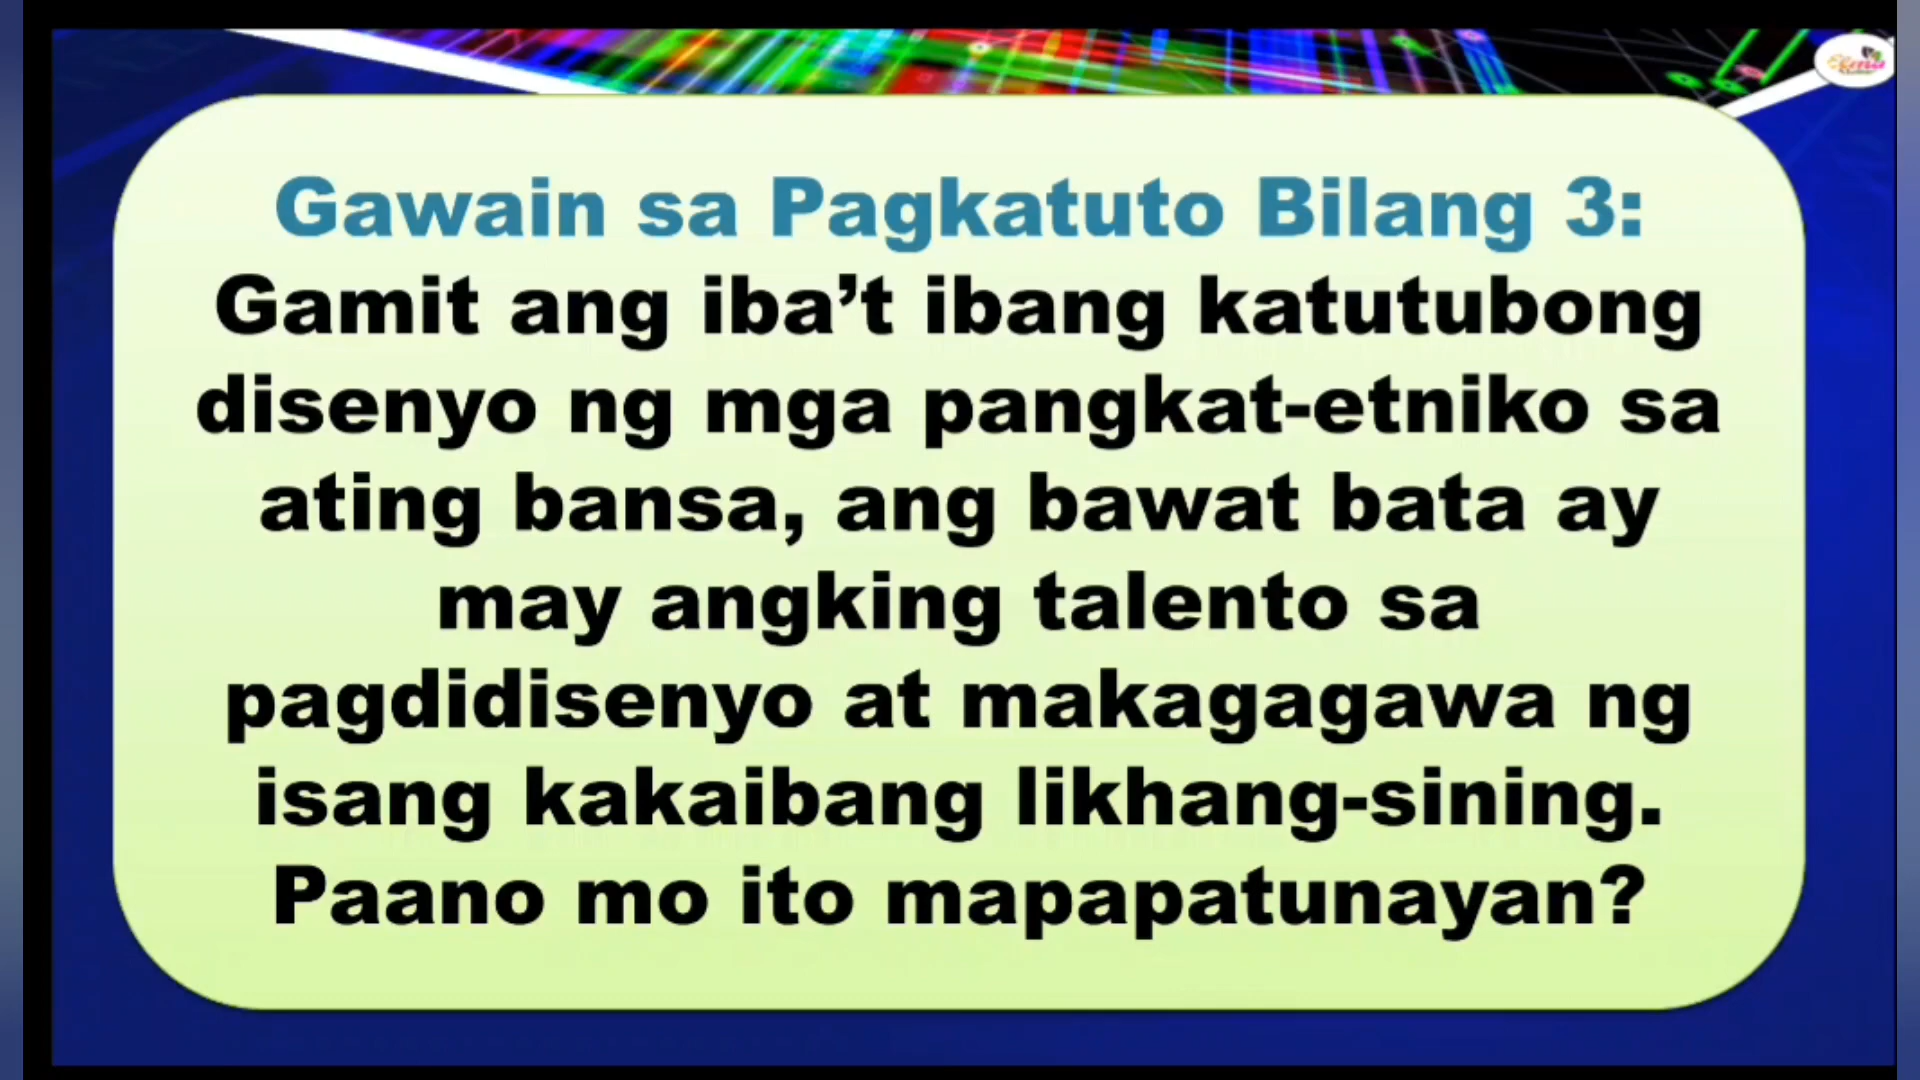 Gawain sa Pagkatuto Bilang 3:
Gamit ang iba’t ibang katutubong
disenyo ng mga pangkat-etniko sa
ating bansa, ang bawat bata ay
may angking talento sa
pagdidisenyo at makagagawa ng
isang kakaibang likhang-sining.
Paano mo ito mapapatunayan?